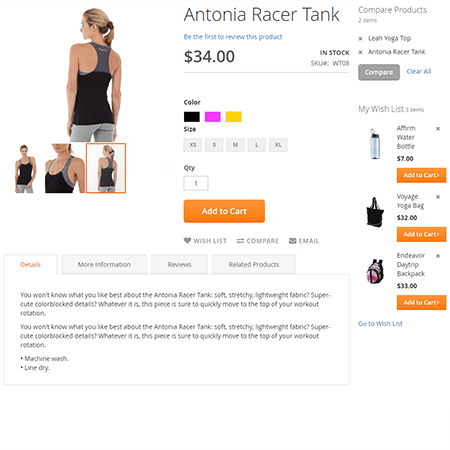 Antonia Racer Tank
Be the first to review this product
$34.00
IN STOCK
SKU#: WT08
Color
Size
XS S M L XL
Qty
1
Add to Cart
WISH LIST COMPARE EMAIL
Details More Information Reviews Related Products
You won't know what you like best about the Antonia Racer Tank: soft, stretchy, lightweight fabric? Super-
cute colorblocked details? Whatever it is, this piece is sure to quickly move to the top of your workout
rotation.
You won't know what you like best about the Antonia Racer Tank: soft, stretchy, lightweight fabric? Super-
cute colorblocked details? Whatever it is, this piece is sure to quickly move to the top of your workout
rotation.
• Machine wash.
• Line dry.
Compare Products
2 items
× Leah Yoga Top
× Antonia Racer Tank
Compare Clear All
My Wish List 3 items
Affirm ×
Water
Bottle
$7.00
Add to Cart›
Voyage ×
Yoga Bag
$32.00
Add to Cart›
Endeavor ×
Daytrip
Backpack
$33.00
Add to Cart›
Go to Wish List